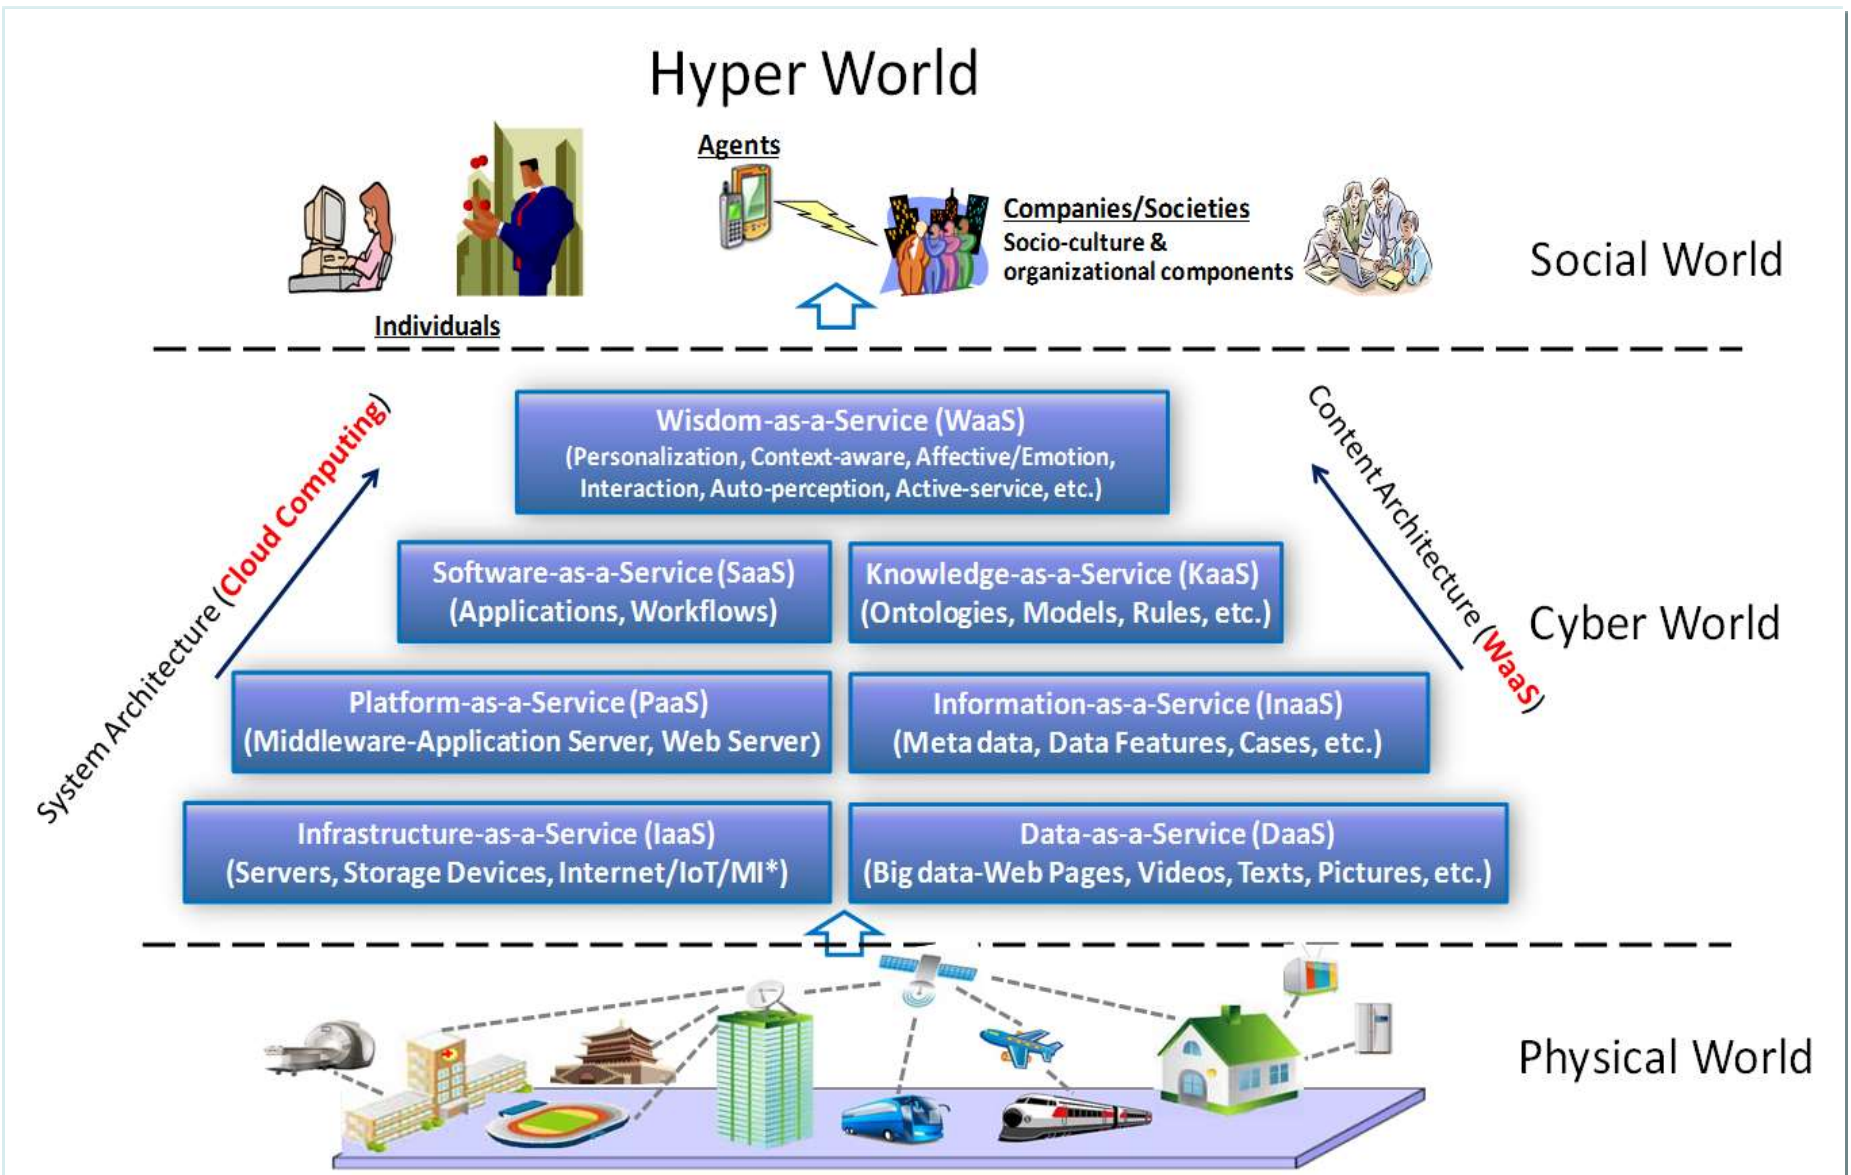 Hyper World
Agents
Companies/Societies
Socio-culture &
organizational components
Social World
Individuals
System Architecture (Cloud Computing)
Content Architecture (WaaS)
Wisdom-as-a-Service (WaaS)
(Personalization, Context-aware, Affective/Emotion,
Interaction, Auto-perception, Active-service, etc.)
Software-as-a-Service (SaaS)
(Applications, Workflows)
Knowledge-as-a-Service (KaaS)
(Ontologies, Models, Rules, etc.)
Cyber World
Platform-as-a-Service (PaaS)
(Middleware-Application Server, Web Server)
Information-as-a-Service (InaaS)
(Meta data, Data Features, Cases, etc.)
Infrastructure-as-a-Service (IaaS)
(Servers, Storage Devices, Internet/IoT/MI*)
Data-as-a-Service (DaaS)
(Big data-Web Pages, Videos, Texts, Pictures, etc.)
Physical World